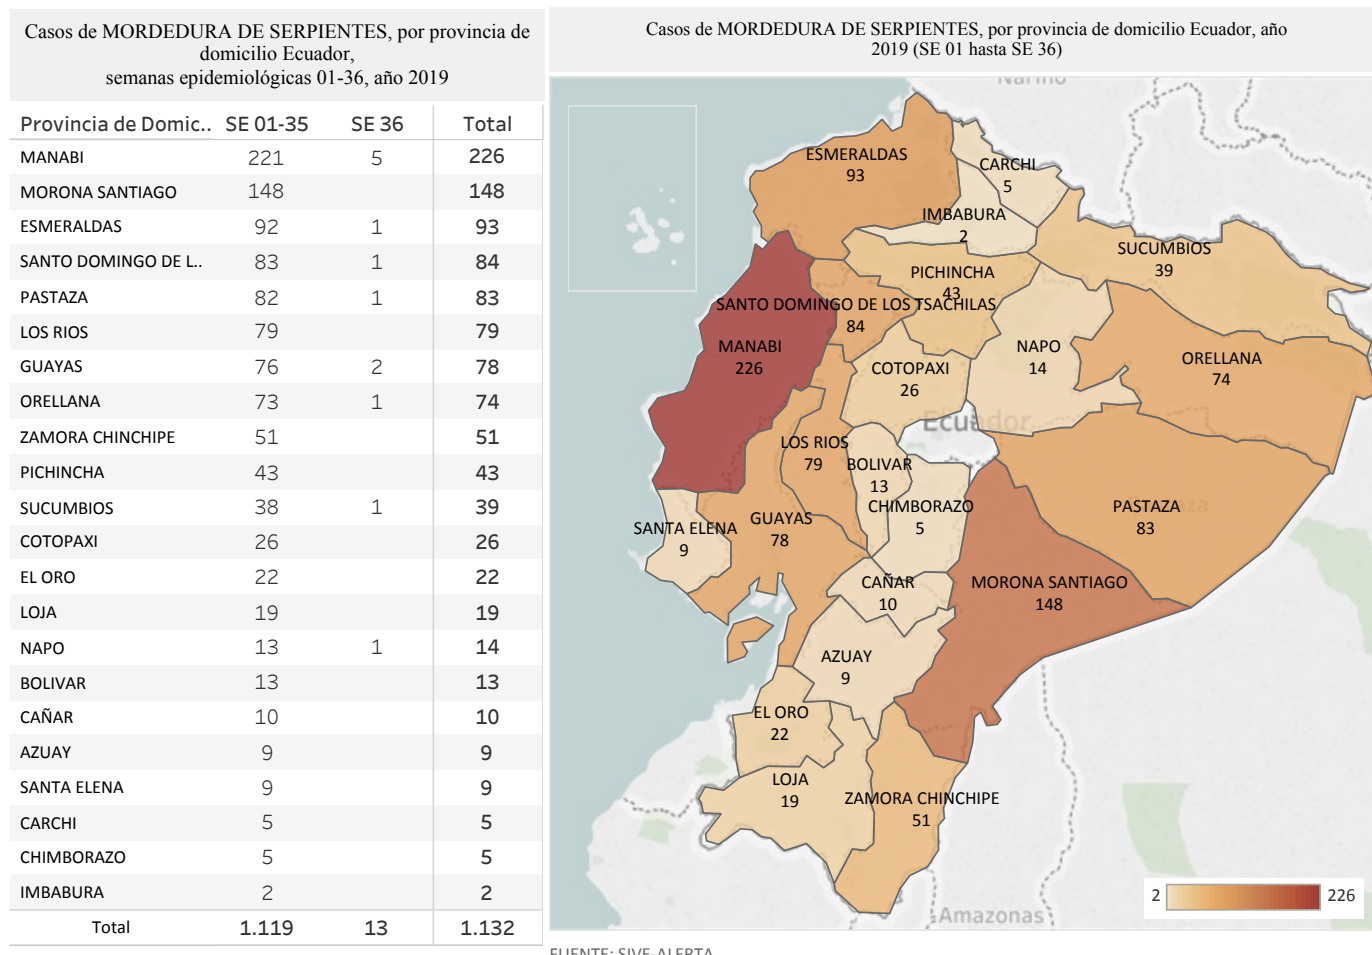 Casos de MORDEDURA DE SERPIENTES, por provincia de
domicilio Ecuador,
semanas epidemiológicas 01-36, año 2019
Provincia de Domic.. SE 01-35 SE 36 Total
MANABI 221 5 226
MORONA SANTIAGO 148 148
ESMERALDAS 92 1 93
SANTO DOMINGO DE L.. 83 1 84
PASTAZA 82 1 83
LOS RIOS 79 79
GUAYAS 76 2 78
ORELLANA 73 1 74
ZAMORA CHINCHIPE 51 51
PICHINCHA 43 43
SUCUMBIOS 38 1 39
COTOPAXI 26 26
EL ORO 22 22
LOJA 19 19
NAPO 13 1 14
BOLIVAR 13 13
CAÑAR 10 10
AZUAY 9 9
SANTA ELENA 9 9
CARCHI 5 5
CHIMBORAZO 5 5
IMBABURA 2 2
Total 1.119 13 1.132
Casos de MORDEDURA DE SERPIENTES, por provincia de domicilio Ecuador, año
2019 (SE 01 hasta SE 36)
Nariño
ESMERALDAS
93
CARCHI
5
IMBABURA
2
SUCUMBIOS
39
PICHINCHA
43
SANTO DOMINGO DE LOS TSACHILAS
84
MANABI
226
COTOPAXI
26
NAPO
14
ORELLANA
74
Ecuador
LOS RIOS
79
BOLIVAR
13
CHIMBORAZO
5
PASTAZA
83
SANTA ELENA
9
GUAYAS
78
CAÑAR
10
MORONA SANTIAGO
148
AZUAY
9
EL ORO
22
LOJA
19
ZAMORA CHINCHIPE
51
2 226
Amazonas
FUENTE: SIVE-ALERTA